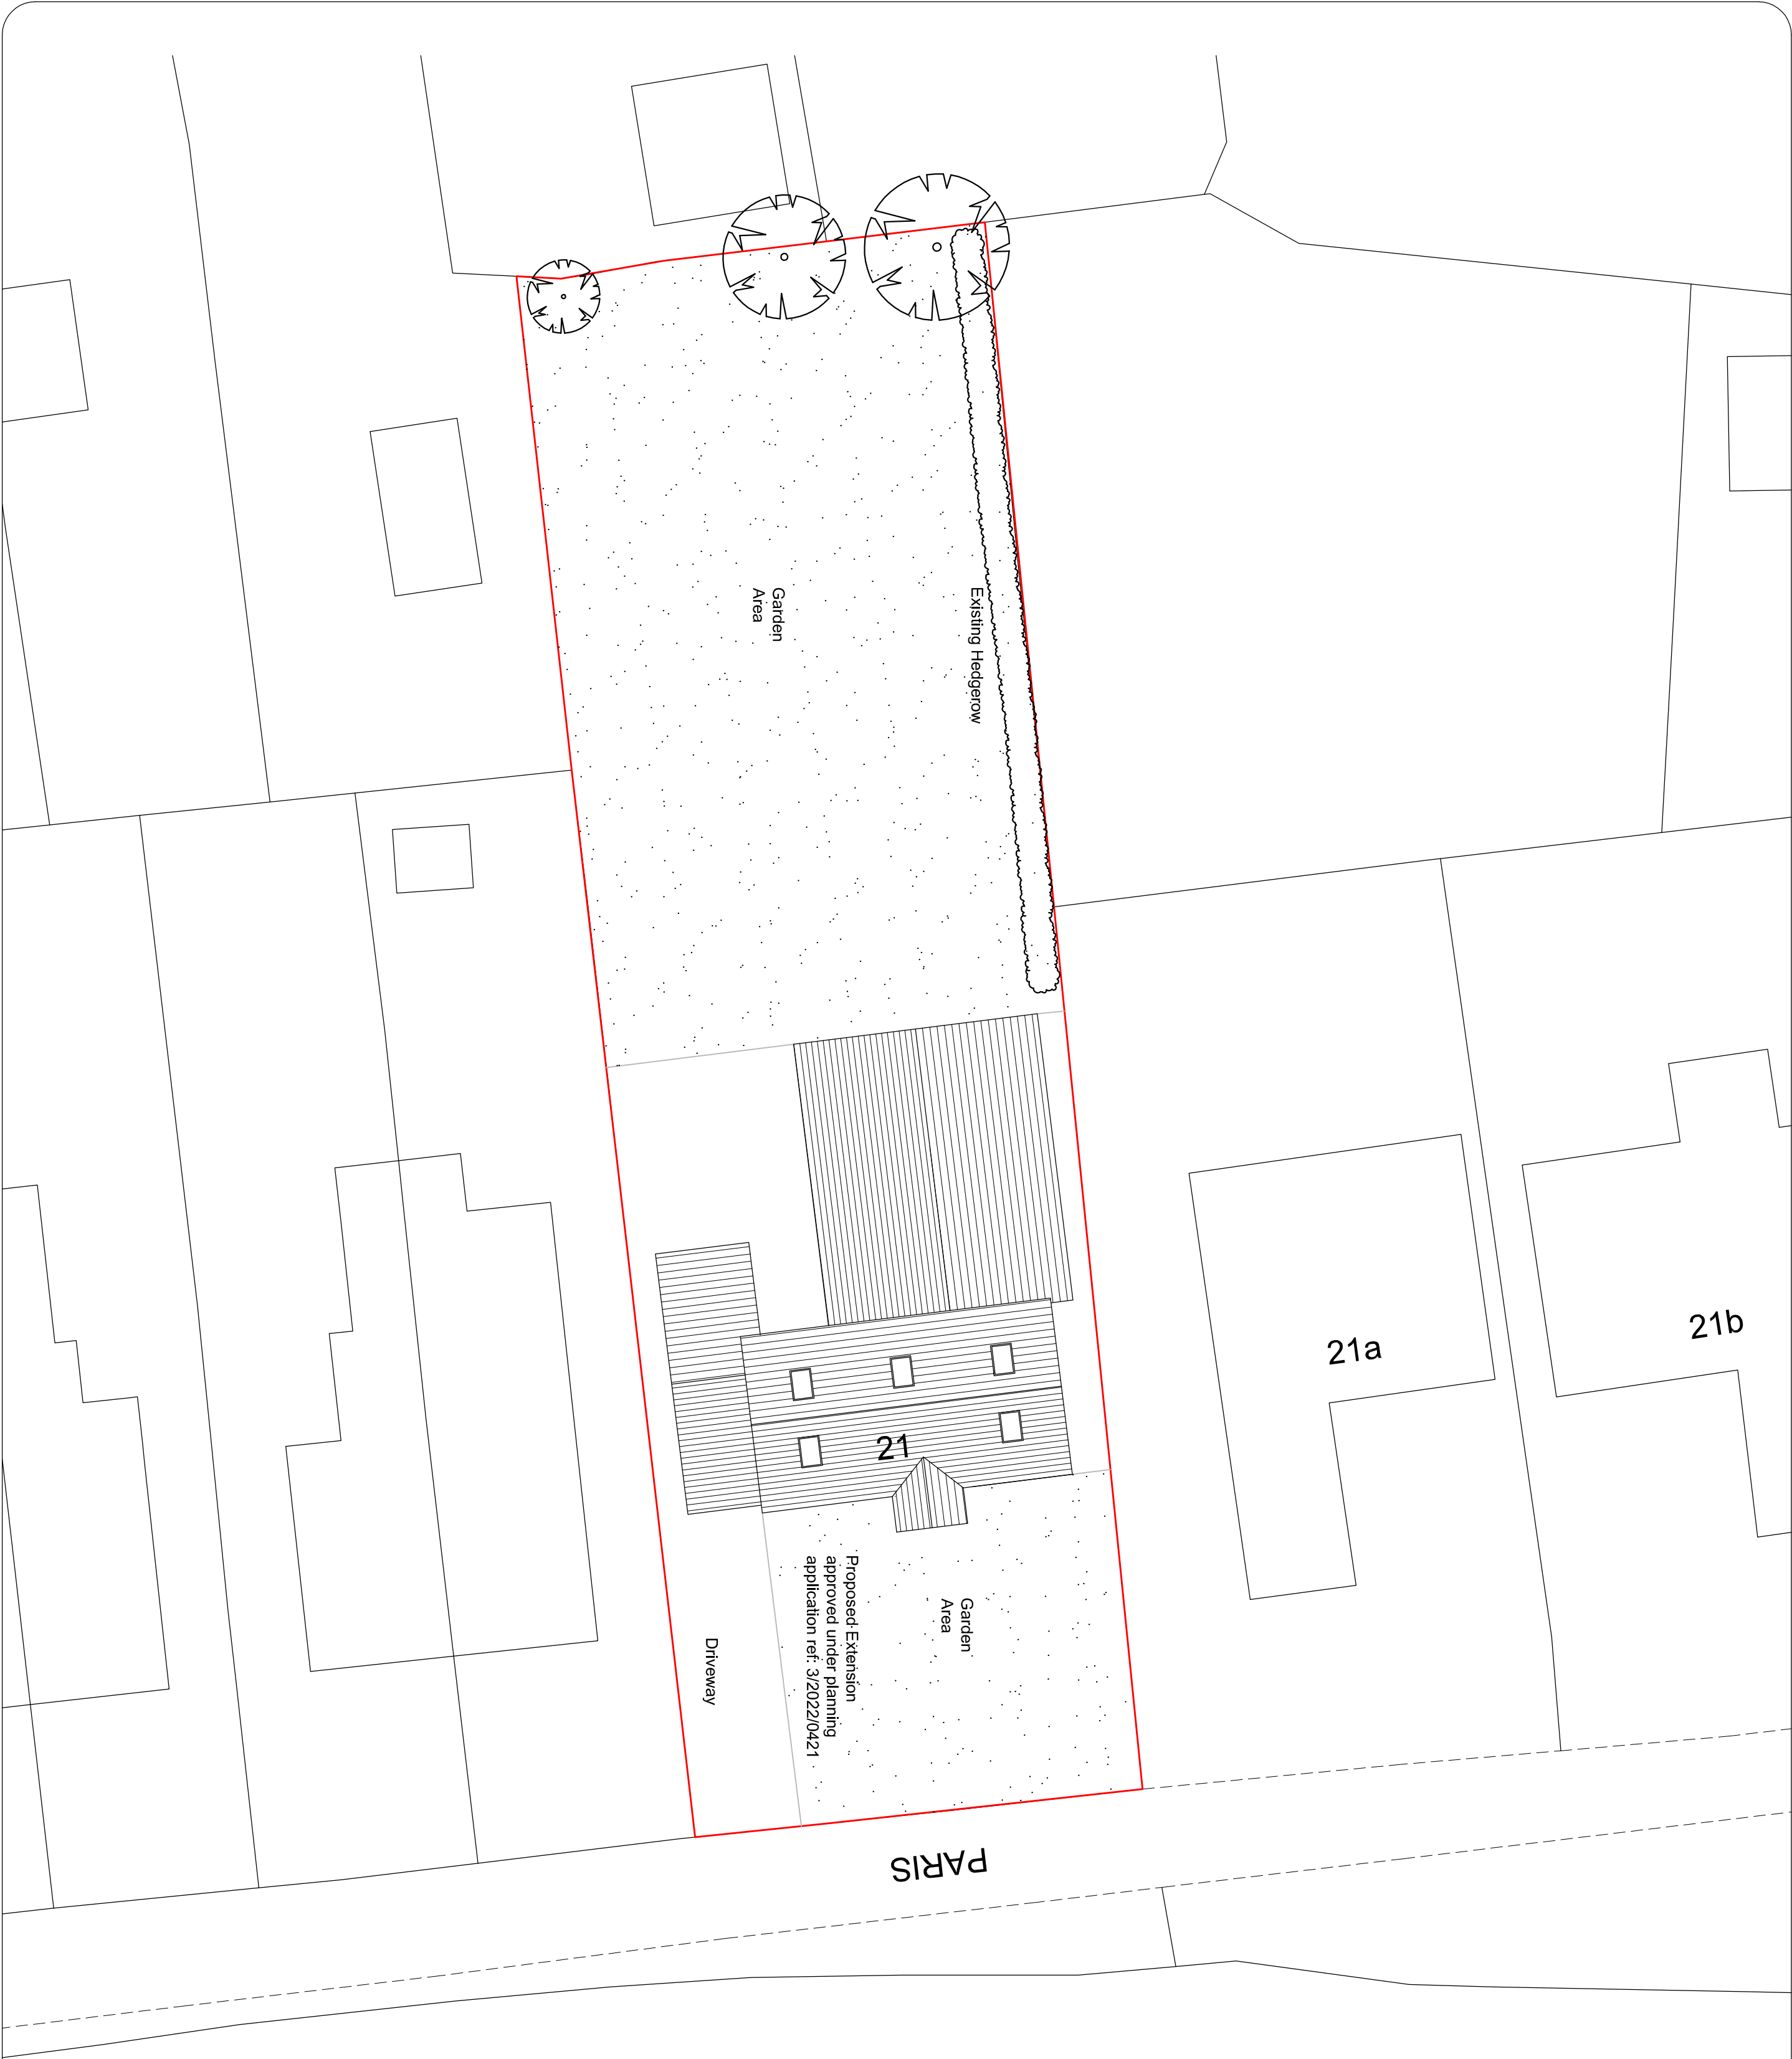 Garden
Area
Existing Hedgerow
21a
21b
21
Proposed Extension
approved under planning
application ref: 3/2022/0421
Garden
Area
Driveway
PARIS